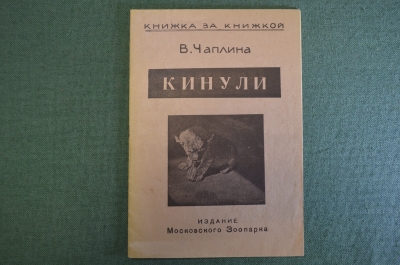 КНИЖКА ЗА КНИЖКОЙ
В. Чаплина
КИНУЛИ
ИЗДАНИЕ
Московского Зоопарка